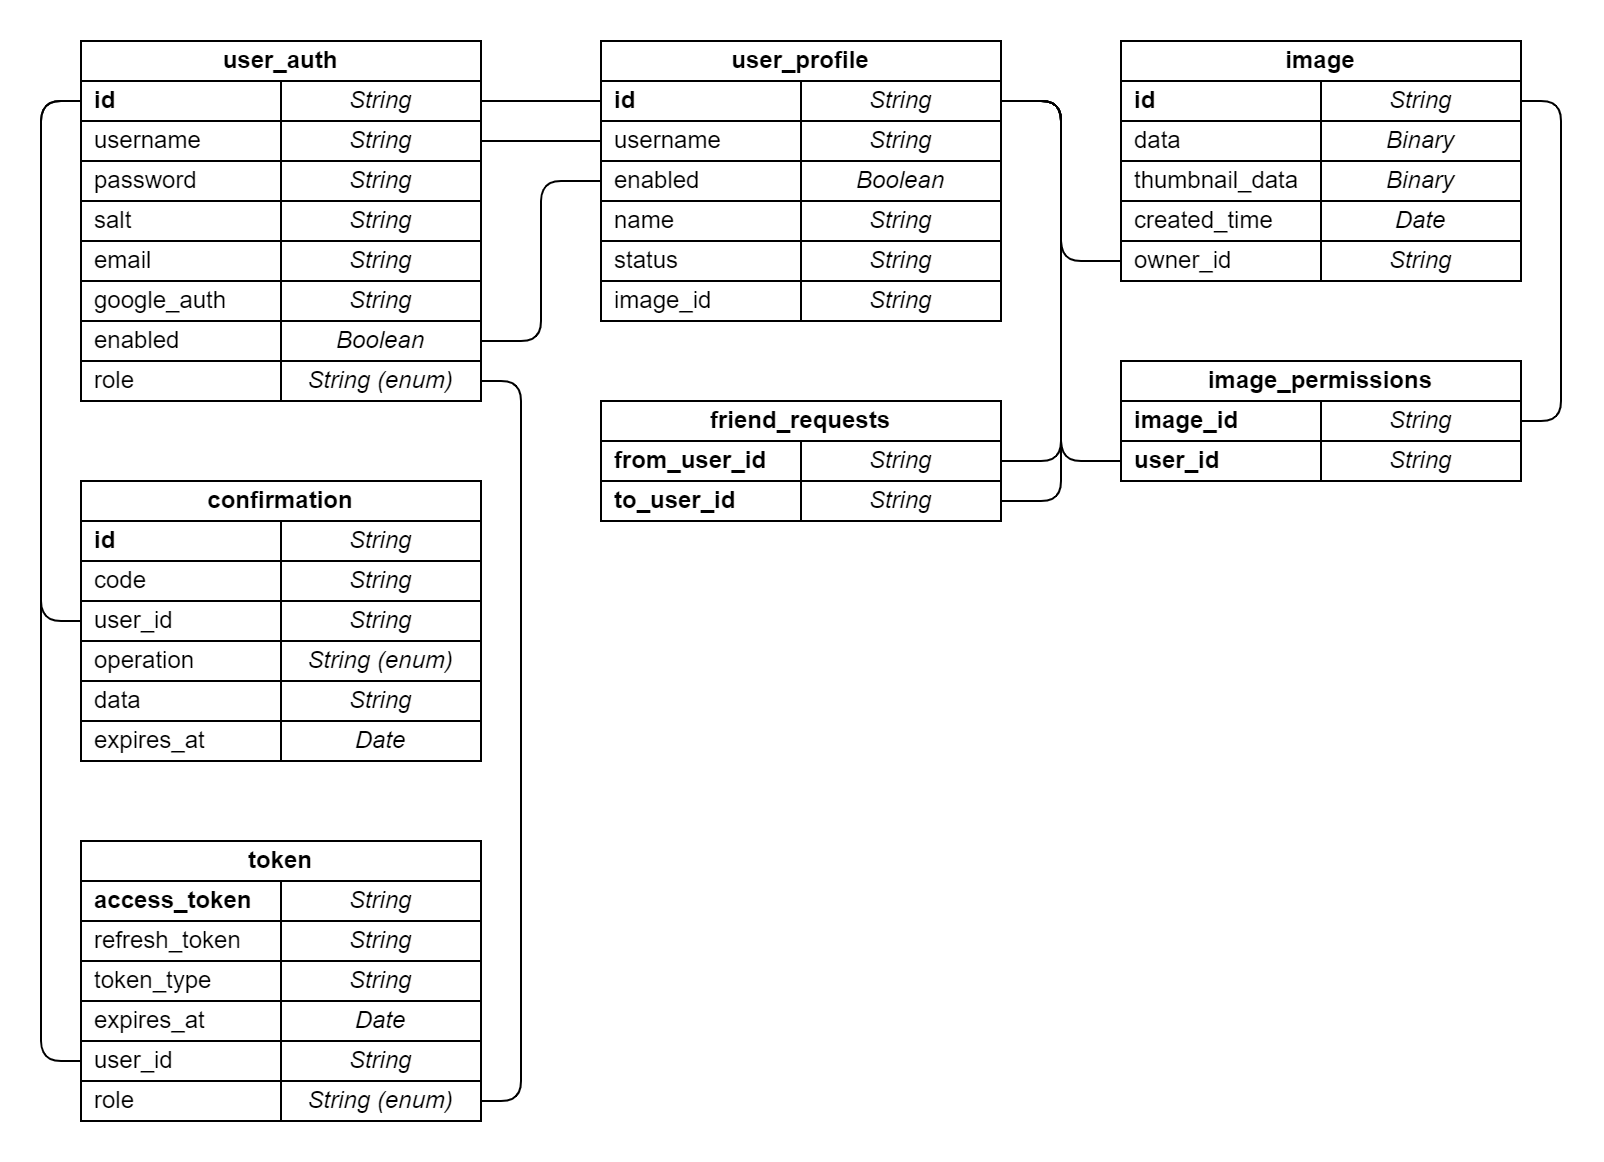 user_auth
id String
username String
password String
salt String
email String
google_auth String
enabled Boolean
role String (enum)
confirmation
id String
code String
user_id String
operation String (enum)
data String
expires_at Date
token
access_token String
refresh_token String
token_type String
expires_at Date
user_id String
role String (enum)
user_profile
id String
username String
enabled Boolean
name String
status String
image_id String
friend_requests
from_user_id String
to_user_id String
image
id String
data Binary
thumbnail_data Binary
created_time Date
owner_id String
image_permissions
image_id String
user_id String